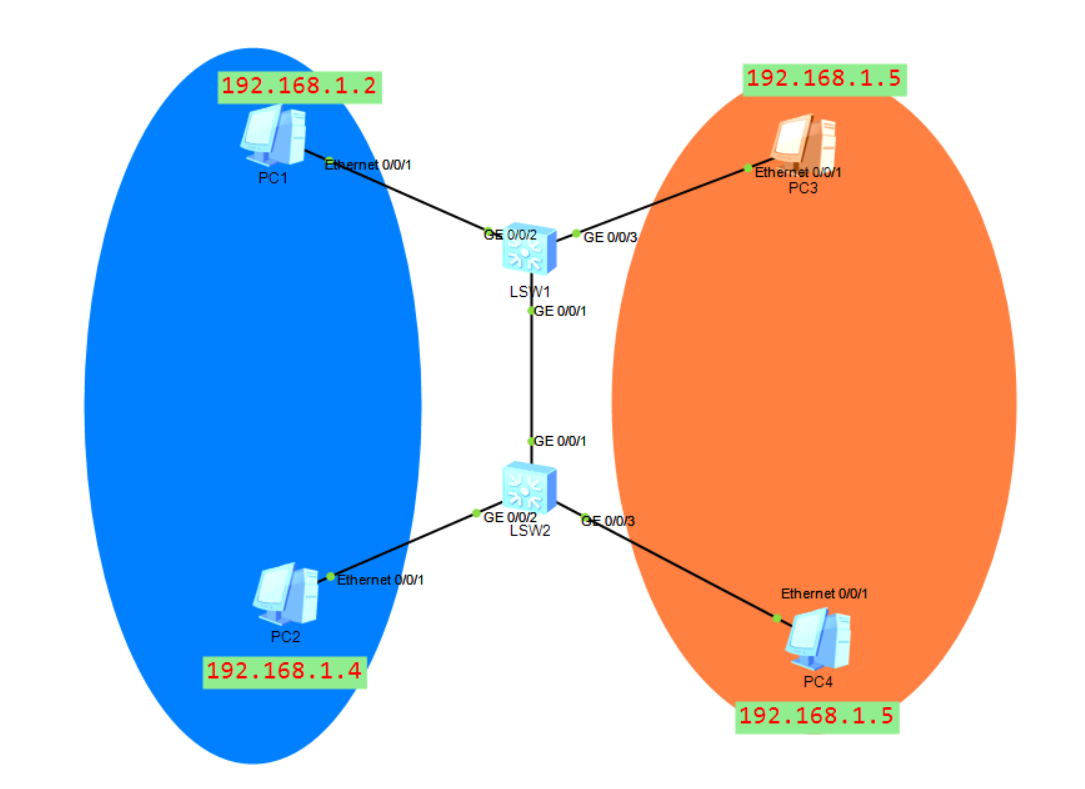 192.168.1.2
192.168.1.5
Ethernet 0/0/1
PC1
Ethernet 0/0/1
PC3
GE 0/0/2
GE 0/0/3
LSW1
GE 0/0/1
GE 0/0/1
GE 0/0/2
GE 0/0/3
LSW2
Ethernet 0/0/1
Ethernet 0/0/1
PC2
192.168.1.4
PC4
192.168.1.5